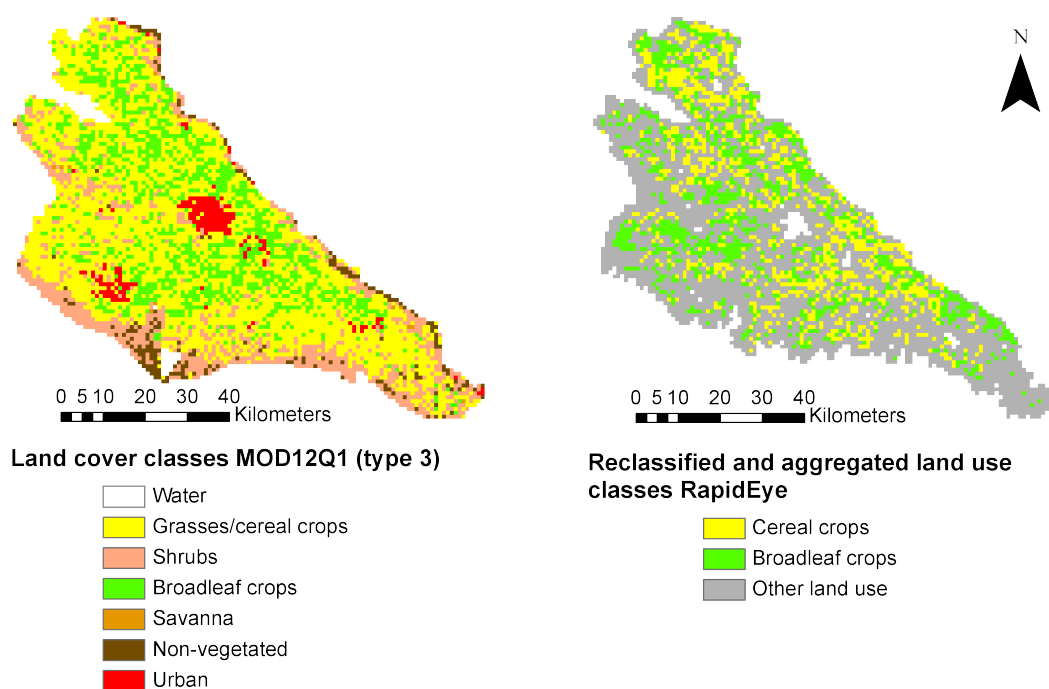 N
0 5 10 20 30 40
Kilometers
0 5 10 20 30 40
Kilometers
Land cover classes MOD12Q1 (type 3)
Water
Grasses/cereal crops
Shrubs
Broadleaf crops
Savanna
Non-vegetated
Urban
Reclassified and aggregated land use
classes RapidEye
Cereal crops
Broadleaf crops
Other land use